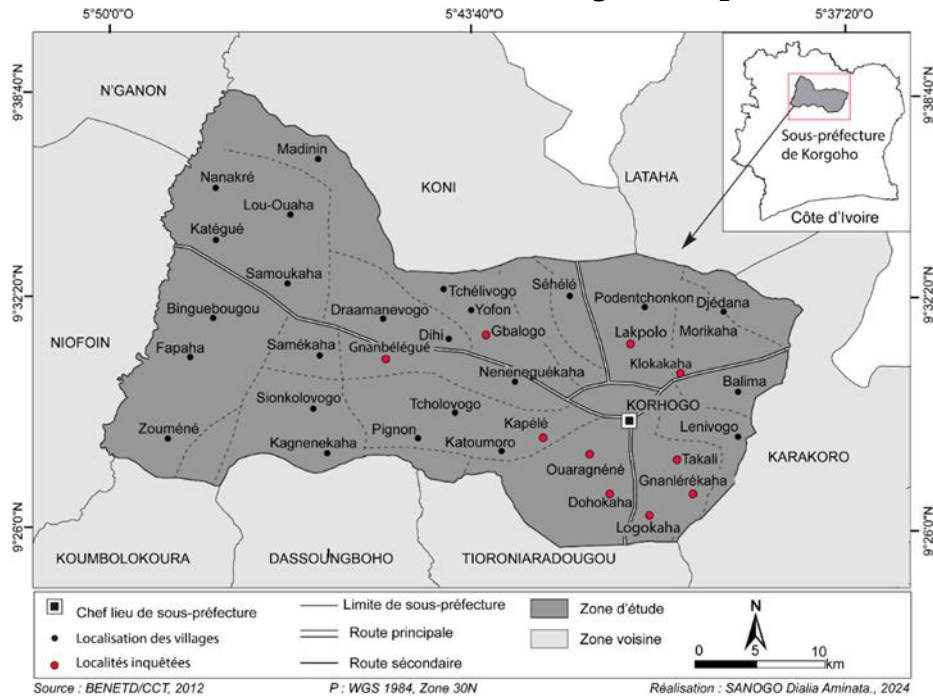 5°50'0"O 5°43'40"O 5°37'20"O
9°38'40"N 9°38'40"N
N'GANON
Madinin
Nanakré
KONI
LATAHA
Sous-préfecture
de Korgoho
Lou-Ouaha
Côte d'Ivoire
Katégué
Samoukaha
Tchélivogo
Séhélé
9°32'20"N 9°32'20"N
Podentchonkon
Djédana
Binguebougou
Draamanevogo
Yofon
Gbalogo
Lakpolo
Morikaha
NIOFOIN
Fapaha
Samékaha
Gnanbélégué
Dihi
Klokakaha
Neneneguékaha
Balima
Sionkolovogo
Tcholovogo
KORHOGO
Zouméné
Kagnenekaha
Pignon
Katoumoro
Kapélé
Lenivogo
KARAKORO
Ouaragnéné
Takali
Gnanlérékaha
Dohokaha
Logokaha
9°26'0"N 9°26'0"N
KOUMBOLOKOURA
DASSOUNGBOHO
TIORONIARADOUGOU
Chef lieu de sous-préfecture
Localisation des villages
Localités inquêtées
Limite de sous-préfecture
Route principale
Route sécondaire
Zone d'étude
Zone voisine
N
0 5 10
km
Source : BENETD/CCT, 2012
P : WGS 1984, Zone 30N
Réalisation : SANOGO Dialia Aminata., 2024